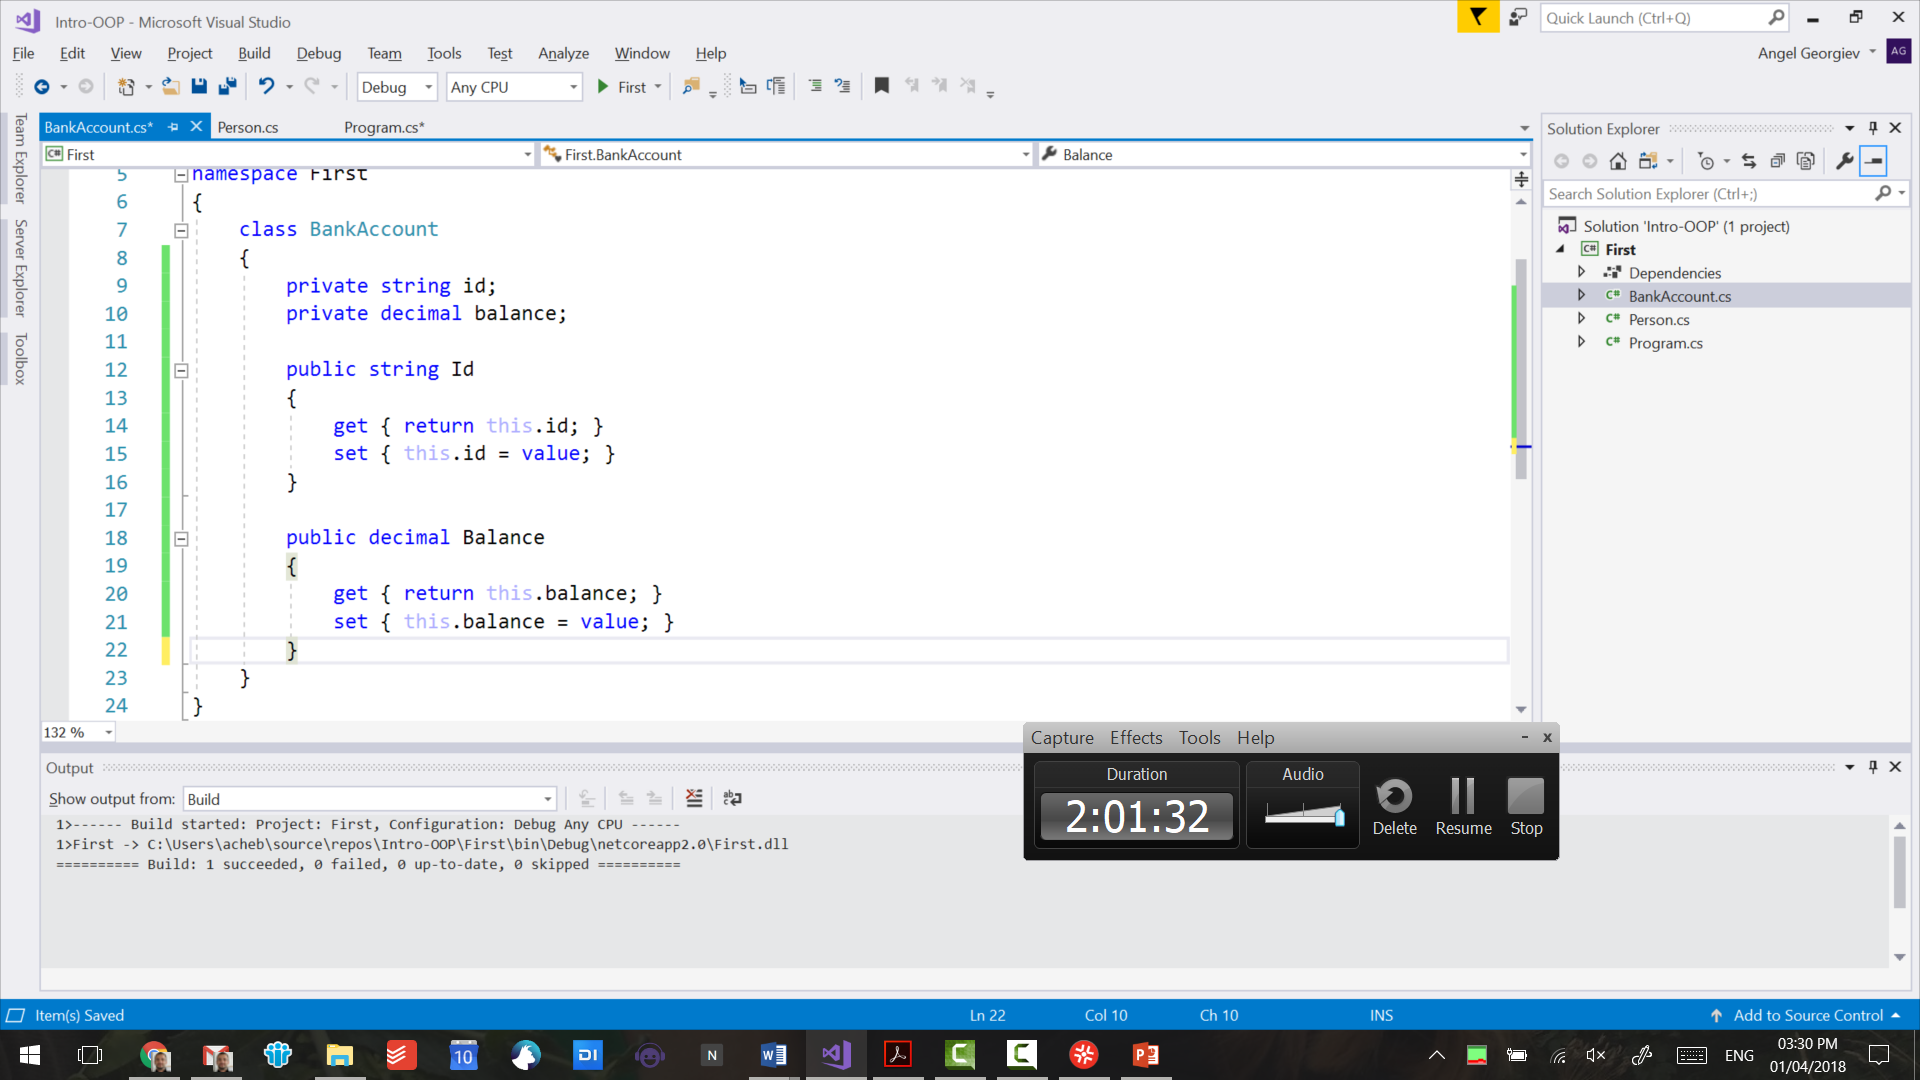 Intro-OOP - Microsoft Visual Studio
Quick Launch (Ctrl+Q)
File Edit View Project Build Debug Team Tools Test Analyze Window Help
Angel Georgiev AG
Debug Any CPU First
BankAccount.cs* Person.cs Program.cs*
C# First First.BankAccount Balance
Team Explorer
Server Explorer
Toolbox
5 namespace First
6 {
7 class BankAccount
8 {
9 private string id;
10 private decimal balance;
11
12 public string Id
13 {
14 get { return this.id; }
15 set { this.id = value; }
16 }
17
18 public decimal Balance
19 {
20 get { return this.balance; }
21 set { this.balance = value; }
22 }
23 }
24 }
132 %
Solution Explorer
Search Solution Explorer (Ctrl+;)
Solution 'Intro-OOP' (1 project)
C# First
Dependencies
C# BankAccount.cs
C# Person.cs
C# Program.cs
Output
Show output from: Build
1>------ Build started: Project: First, Configuration: Debug Any CPU ------
1>First -> C:\Users\acheb\source\repos\Intro-OOP\First\bin\Debug\netcoreapp2.0\First.dll
========== Build: 1 succeeded, 0 failed, 0 up-to-date, 0 skipped ==========
Capture Effects Tools Help
Duration
2:01:32
Audio
Delete Resume Stop
Item(s) Saved Ln 22 Col 10 Ch 10 INS Add to Source Control
10 DI N ENG
03:30 PM
01/04/2018